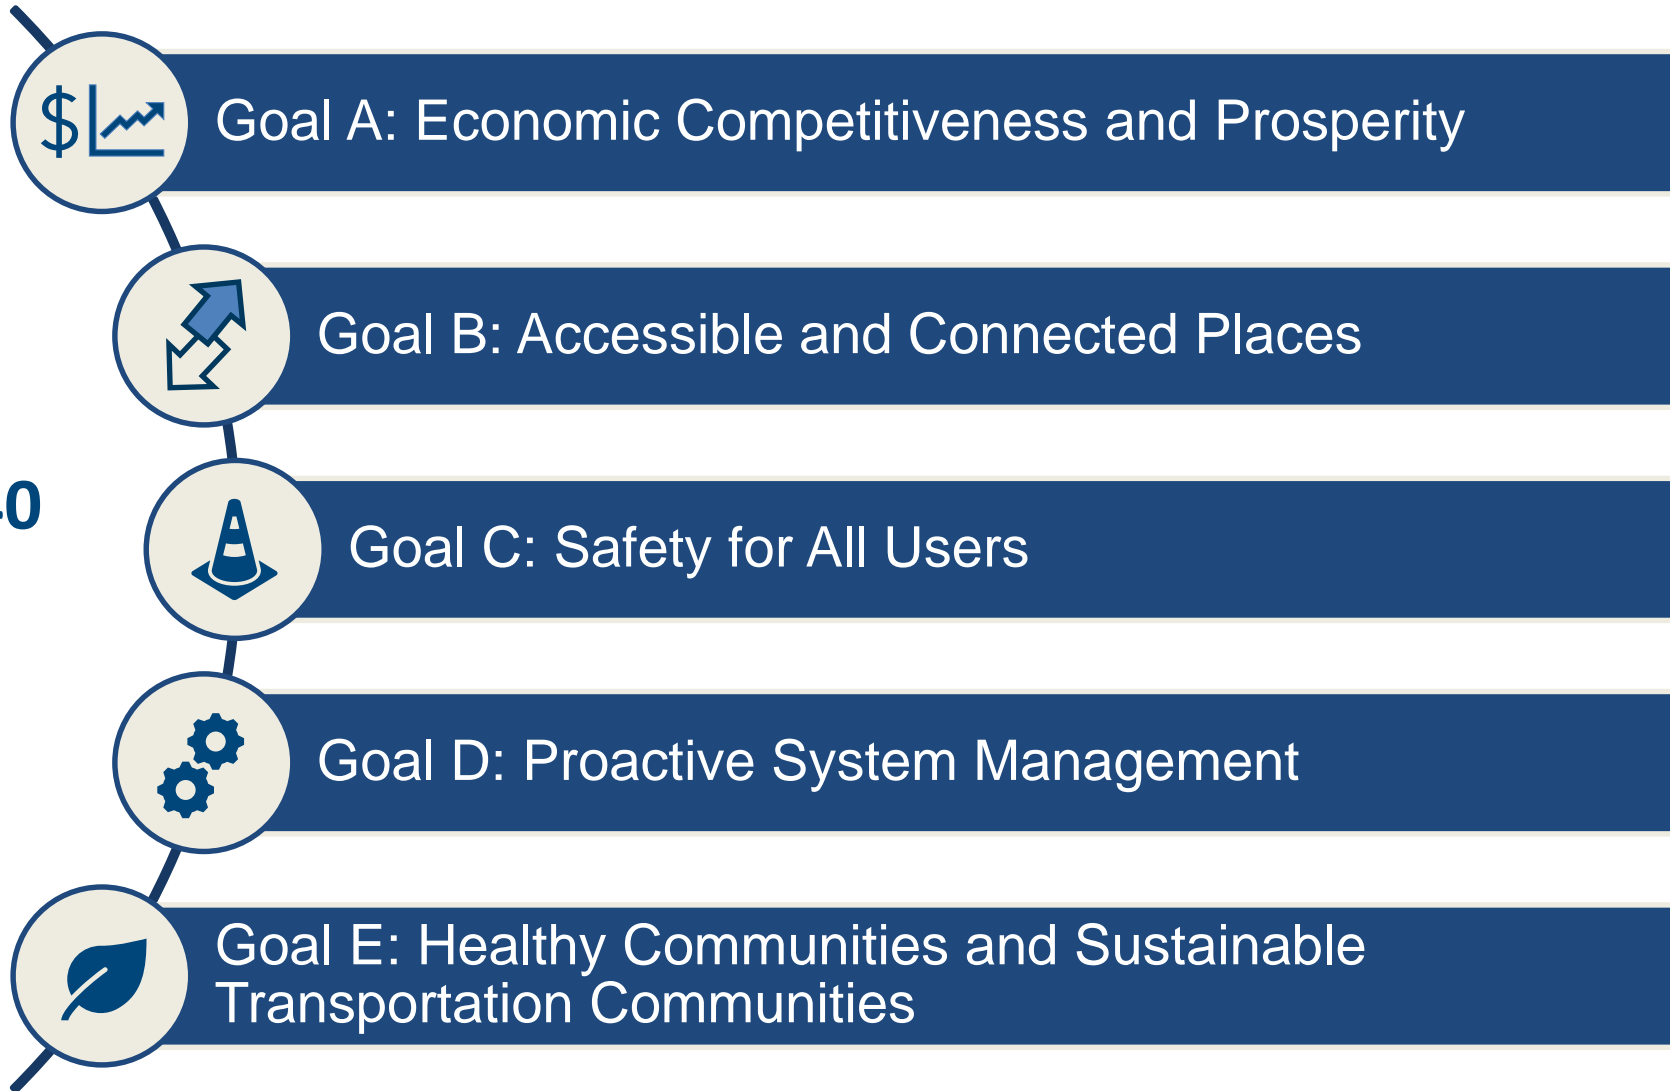 $
Goal A: Economic Competitiveness and Prosperity
Goal B: Accessible and Connected Places
0
Goal C: Safety for All Users
Goal D: Proactive System Management
Goal E: Healthy Communities and Sustainable
Transportation Communities